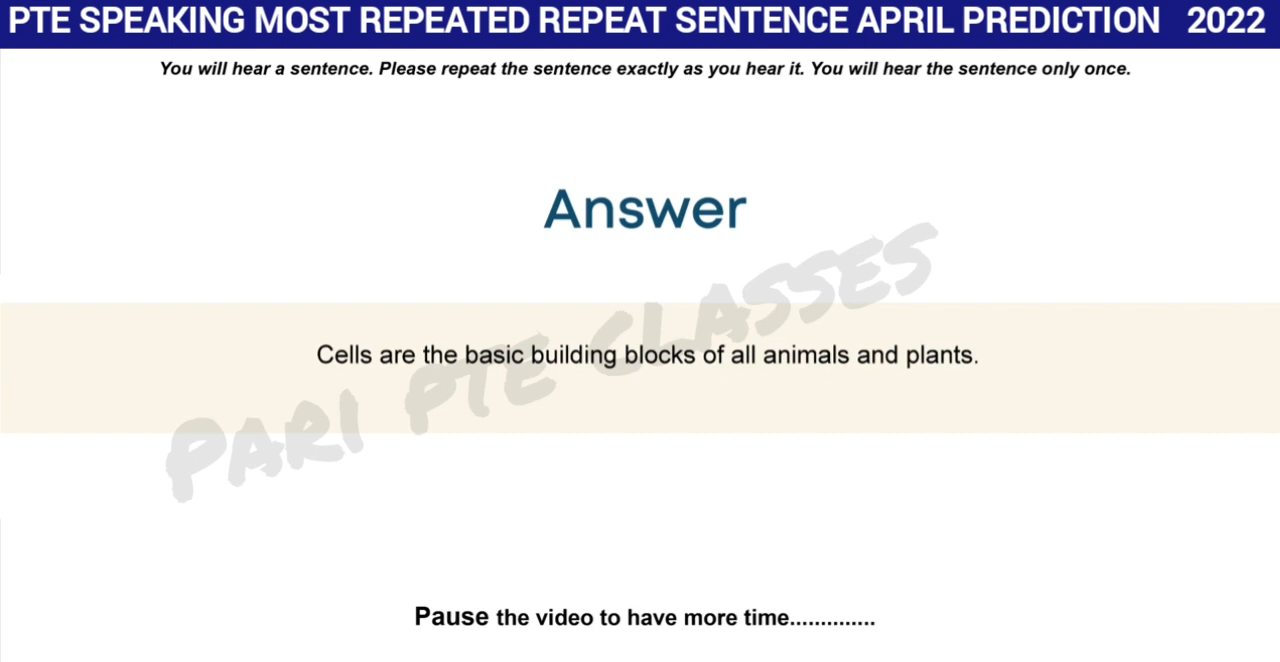 PTE SPEAKING MOST REPEATED REPEAT SENTENCE APRIL PREDICTION 2022
You will hear a sentence. Please repeat the sentence exactly as you hear it. You will hear the sentence only once.
Answer
Cells are the basic building blocks of all animals and plants.
PARI PTE CLASSES
Pause the video to have more time..............